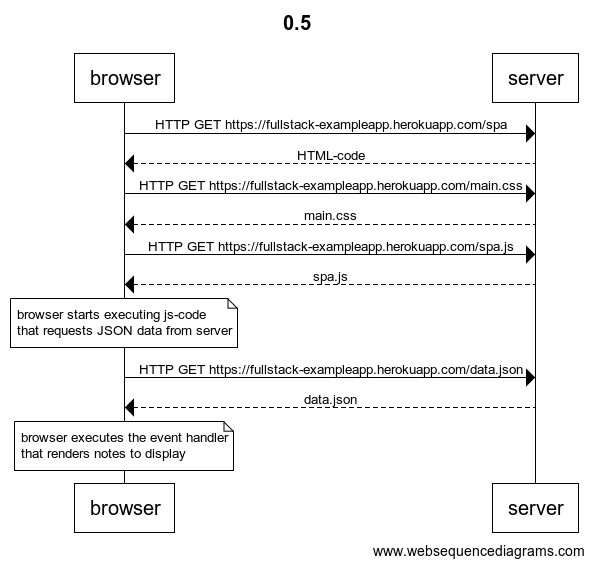 0.5
browser
server
HTTP GET https://fullstack-exampleapp.herokuapp.com/spa
HTML-code
HTTP GET https://fullstack-exampleapp.herokuapp.com/main.css
main.css
HTTP GET https://fullstack-exampleapp.herokuapp.com/spa.js
spa.js
browser starts executing js-code
that requests JSON data from server
HTTP GET https://fullstack-exampleapp.herokuapp.com/data.json
data.json
browser executes the event handler
that renders notes to display
browser
server
www.websequencediagrams.com